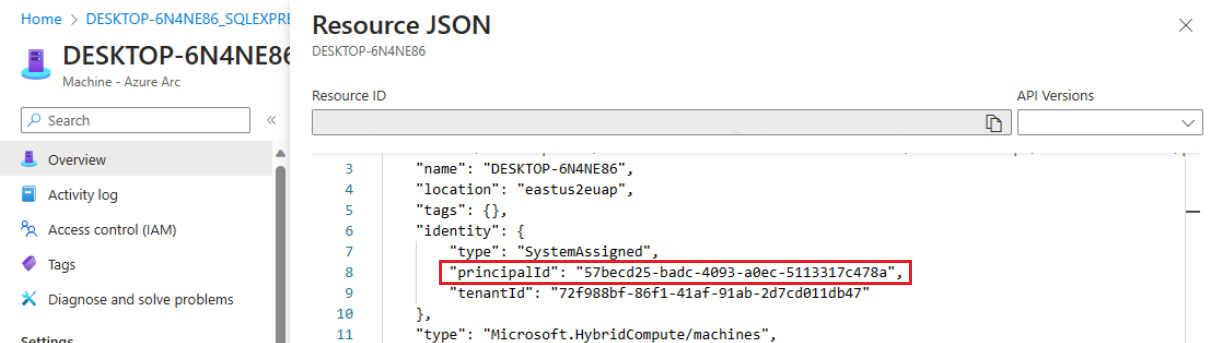 Home > DESKTOP-6N4NE86_SQLEXPRE
DESKTOP-6N4NE86
Machine - Azure Arc
Search
«
Overview
Activity log
Access control (IAM)
Tags
Diagnose and solve problems
Settings
Resource JSON
DESKTOP-6N4NE86
Resource ID
API Versions
3 "name": "DESKTOP-6N4NE86",
4 "location": "eastus2euap",
5 "tags": {},
6 "identity": {
7 "type": "SystemAssigned",
8 "principalId": "57becd25-badc-4093-a0ec-5113317c478a",
9 "tenantId": "72f988bf-86f1-41af-91ab-2d7cd011db47"
10 },
11 "type": "Microsoft.HybridCompute/machines",